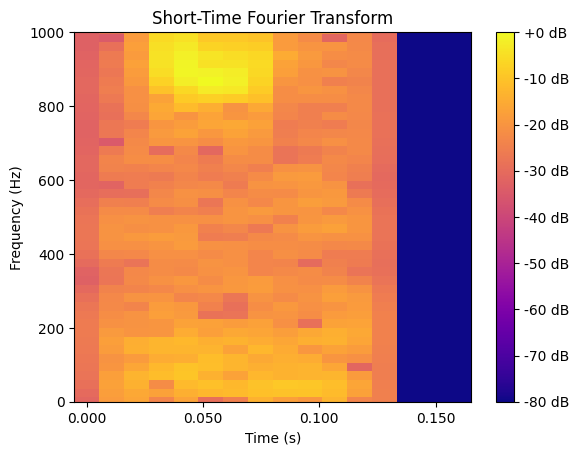 Short-Time Fourier Transform
1000
800
600
400
200
0
Frequency (Hz)
0.000
0.050
0.100
0.150
Time (s)
+0 dB
-10 dB
-20 dB
-30 dB
-40 dB
-50 dB
-60 dB
-70 dB
-80 dB